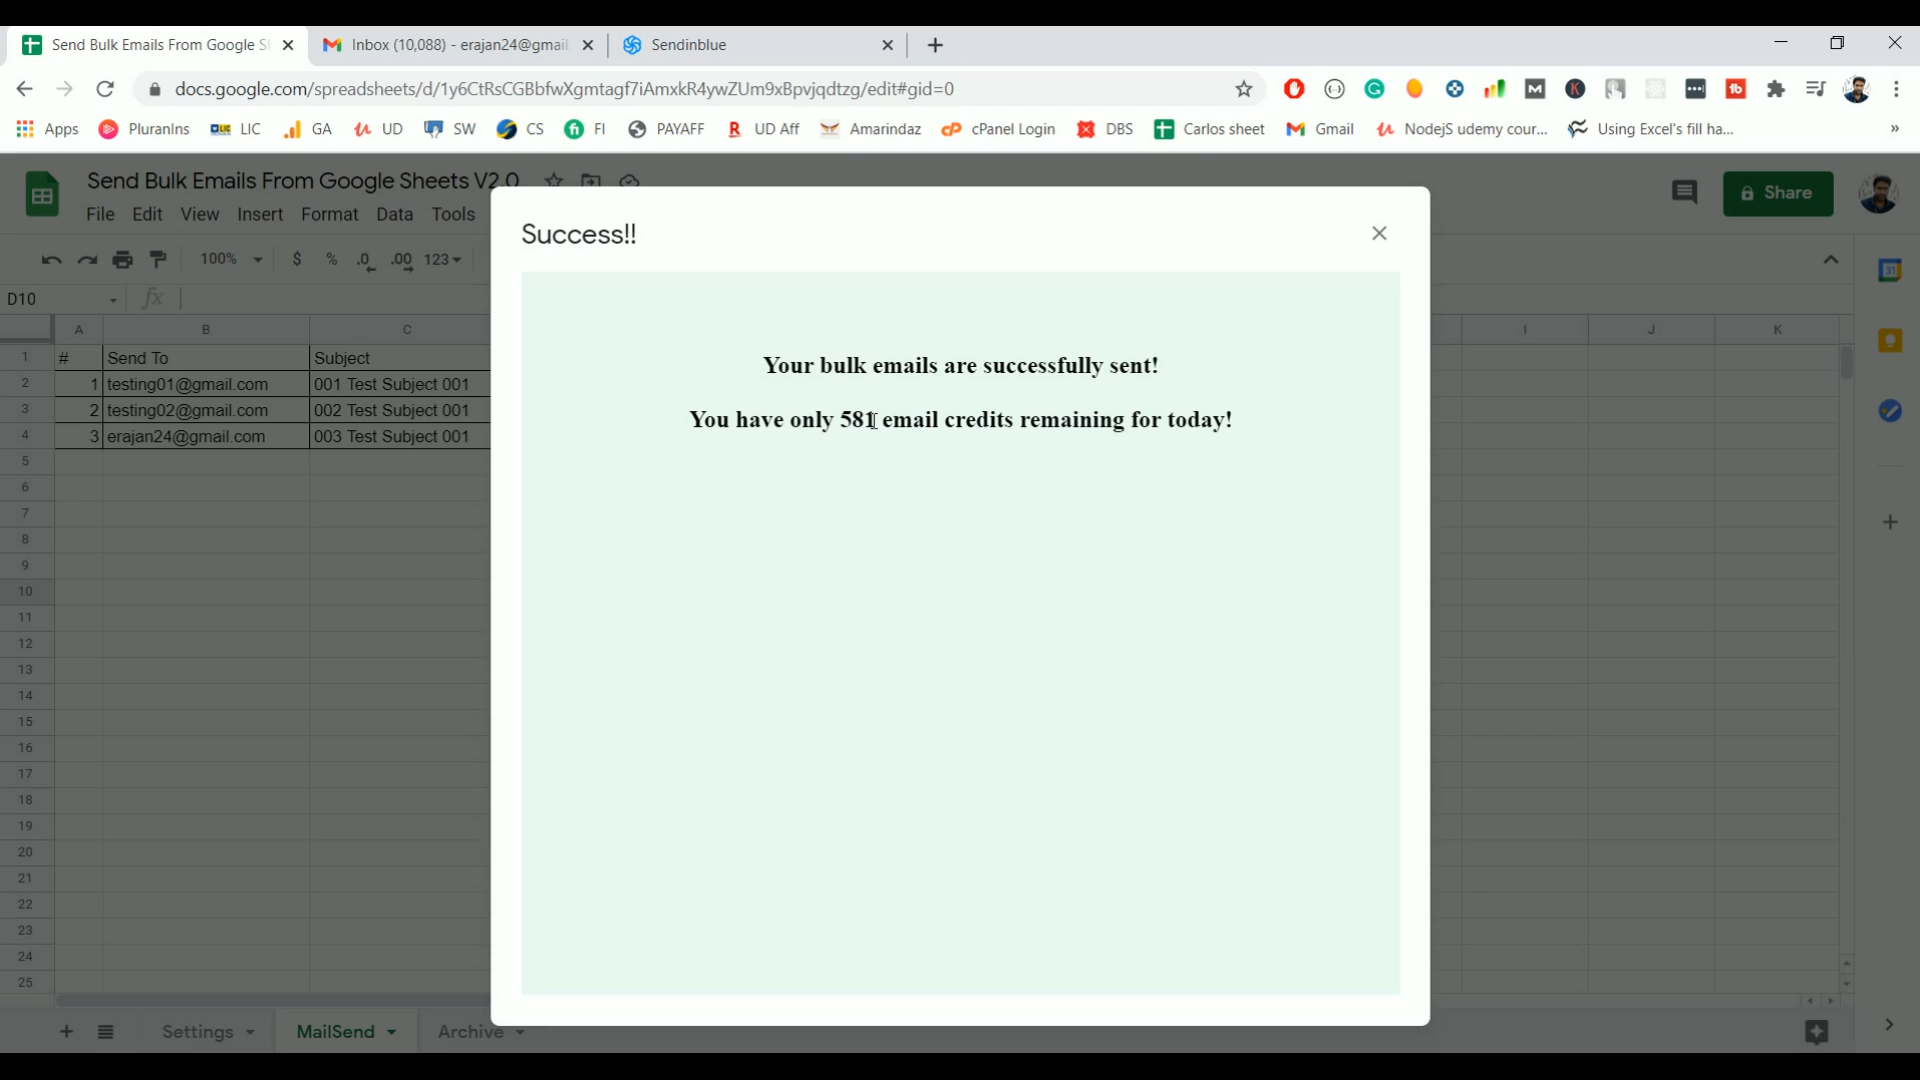 Send Bulk Emails From Google S
Inbox (10,088) - erajan24@gmail
Sendinblue
docs.google.com/spreadsheets/d/1y6CtRsCGBbfwXgmtagf7iAmxkR4ywZUm9xBpvjqdtzg/edit#gid=0
Apps PluranIns LIC GA UD SW CS FI PAYAFF UD Aff Amarindaz cPanel Login DBS Carlos sheet Gmail NodejS udemy cour... Using Excel's fill ha... »
Send Bulk Emails From Google Sheets V2.0
File Edit View Insert Format Data Tools
Share
100% $ % .0 .00 123
D10 fx
A B C I J K
1 # Send To Subject
2 1 testing01@gmail.com 001 Test Subject 001
3 2 testing02@gmail.com 002 Test Subject 001
4 3 erajan24@gmail.com 003 Test Subject 001
5
6
7
8
9
10
11
12
13
14
15
16
17
18
19
20
21
22
23
24
25
Success!!
Your bulk emails are successfully sent!
You have only 581 email credits remaining for today!
Settings MailSend Archive